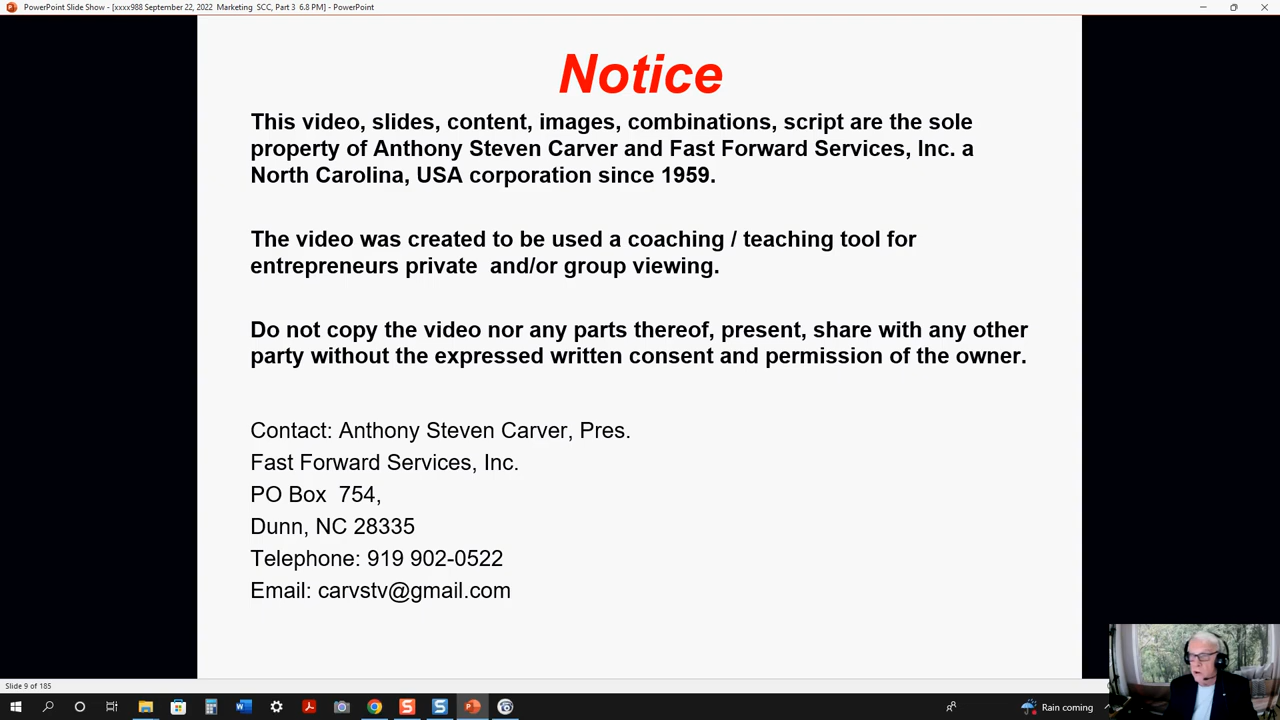 PowerPoint Slide Show - [xxxx988 September 22, 2022 Marketing SCC, Part 3 6.8 PM] - PowerPoint
Notice
This video, slides, content, images, combinations, script are the sole
property of Anthony Steven Carver and Fast Forward Services, Inc. a
North Carolina, USA corporation since 1959.
The video was created to be used a coaching / teaching tool for
entrepreneurs private and/or group viewing.
Do not copy the video nor any parts thereof, present, share with any other
party without the expressed written consent and permission of the owner.
Contact: Anthony Steven Carver, Pres.
Fast Forward Services, Inc.
PO Box 754,
Dunn, NC 28335
Telephone: 919 902-0522
Email: carvstv@gmail.com
Slide 9 of 185
Rain coming